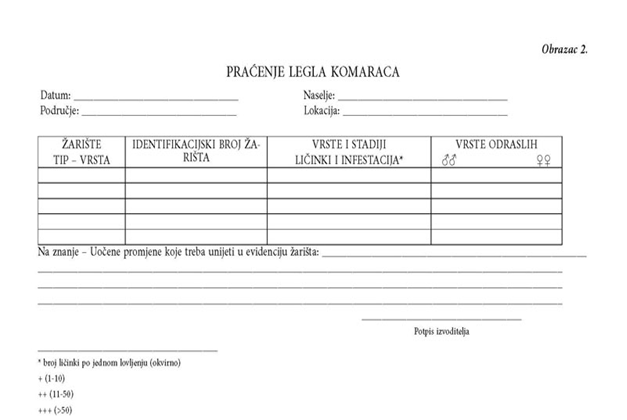 Obrazac 2.
PRAĆENJE LEGLA KOMARACA
Datum: ______________________________ Naselje: ______________________________
Područje: ______________________________ Lokacija: ______________________________
ŽARIŠTE IDENTIFIKACIJSKI BROJ ŽA- VRSTE I STADIJI VRSTE ODRASLIH
TIP – VRSTA RIŠTA LIČINKI I INFESTACIJA* ♂♂ ♀♀
Na znanje – Uočene promjene koje treba unijeti u evidenciju žarišta: ______________________________
Potpis izvoditelja
* broj ličinki po jednom lovljenju (okvirno)
+ (1-10)
++ (11-50)
+++ (>50)